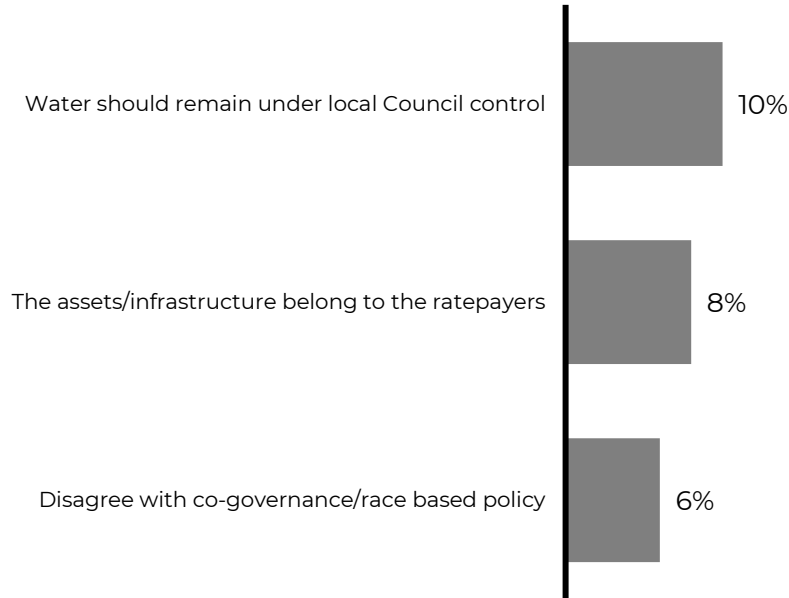 Water should remain under local Council control 10%
The assets/infrastructure belong to the ratepayers 8%
Disagree with co-governance/race based policy 6%